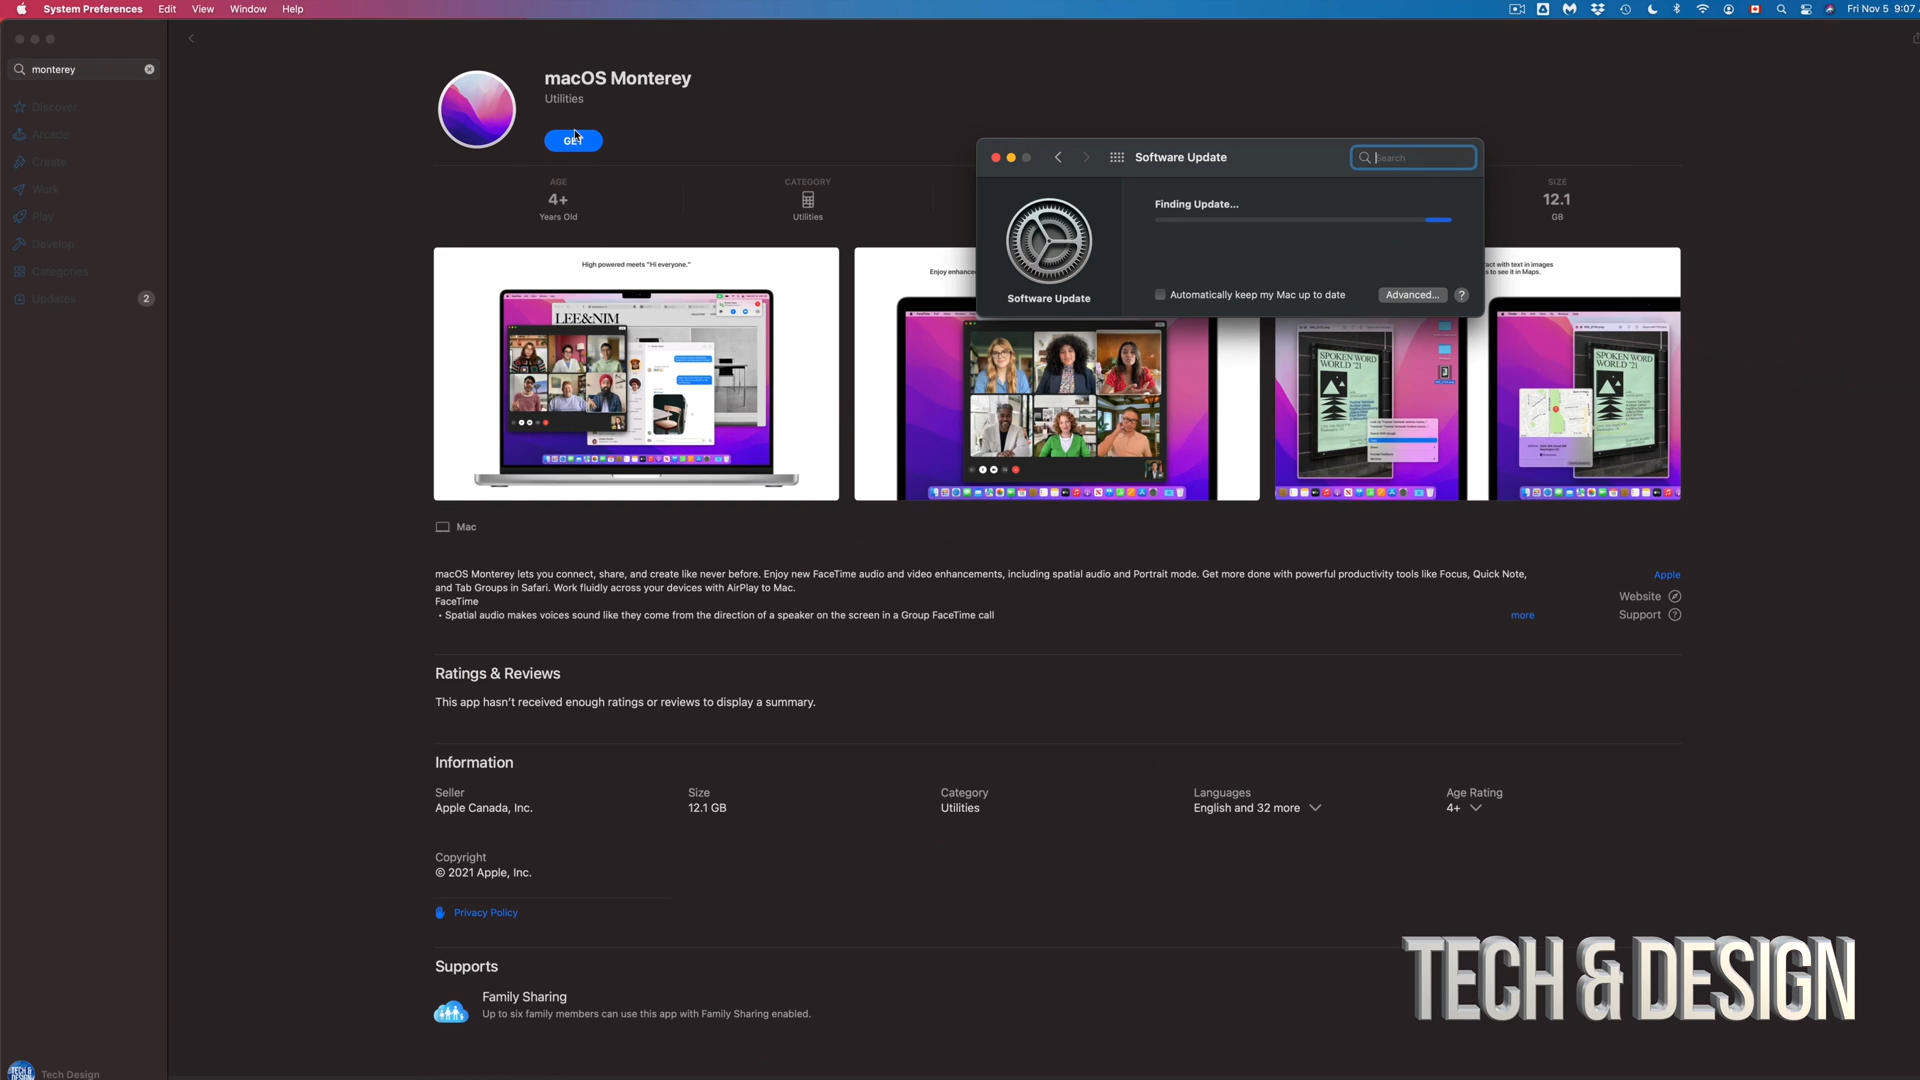 System Preferences Edit View Window Help
Fri Nov 5 9:07
monterey
Discover
Arcade
Create
Work
Play
Develop
Categories
Updates 2
Tech Design
macOS Monterey
Utilities
GET
AGE
4+
Years Old
CATEGORY
Utilities
SIZE
12.1
GB
Software Update
Search
Finding Update...
Software Update
Automatically keep my Mac up to date
Advanced...
?
High powered meets "Hi everyone."
LEE&NIM
Enjoy enhance
act with text in images
s to see it in Maps.
SPOKEN WORD
WORLD '21
SPOKEN WORD
WORLD '21
Mac
macOS Monterey lets you connect, share, and create like never before. Enjoy new FaceTime audio and video enhancements, including spatial audio and Portrait mode. Get more done with powerful productivity tools like Focus, Quick Note,
and Tab Groups in Safari. Work fluidly across your devices with AirPlay to Mac.
FaceTime
• Spatial audio makes voices sound like they come from the direction of a speaker on the screen in a Group FaceTime call
more
Apple
Website
Support
Ratings & Reviews
This app hasn't received enough ratings or reviews to display a summary.
Information
Seller
Apple Canada, Inc.
Size
12.1 GB
Category
Utilities
Languages
English and 32 more
Age Rating
4+
Copyright
© 2021 Apple, Inc.
Privacy Policy
Supports
Family Sharing
Up to six family members can use this app with Family Sharing enabled.
TECH & DESIGN